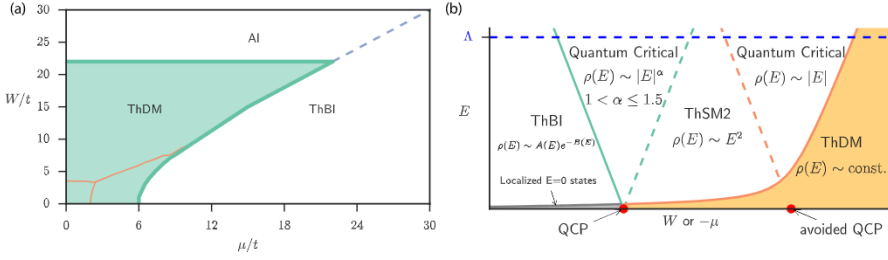 (a)
30
25
20
15
10
5
0
W/t
0
6
12
18
24
30
μ/t
AI
ThDM
ThBI
(b)
Λ
E
Quantum Critical
ρ(E) ∼ |E|^α
1 < α ≤ 1.5
Quantum Critical
ρ(E) ∼ |E|
ThBI
ρ(E) ∼ A(E)e^{−B(E)}
ThSM2
ρ(E) ∼ E²
ThDM
ρ(E) ∼ const.
Localized E=0 states
QCP
W or −μ
avoided QCP